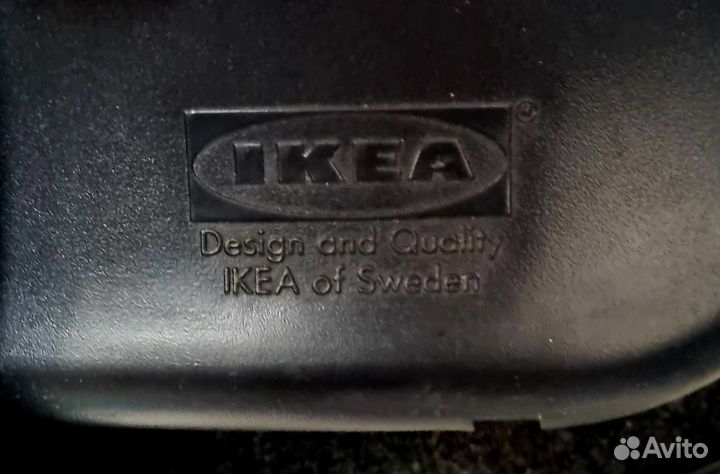 IKEA®
Design and Quality
IKEA of Sweden
Avito